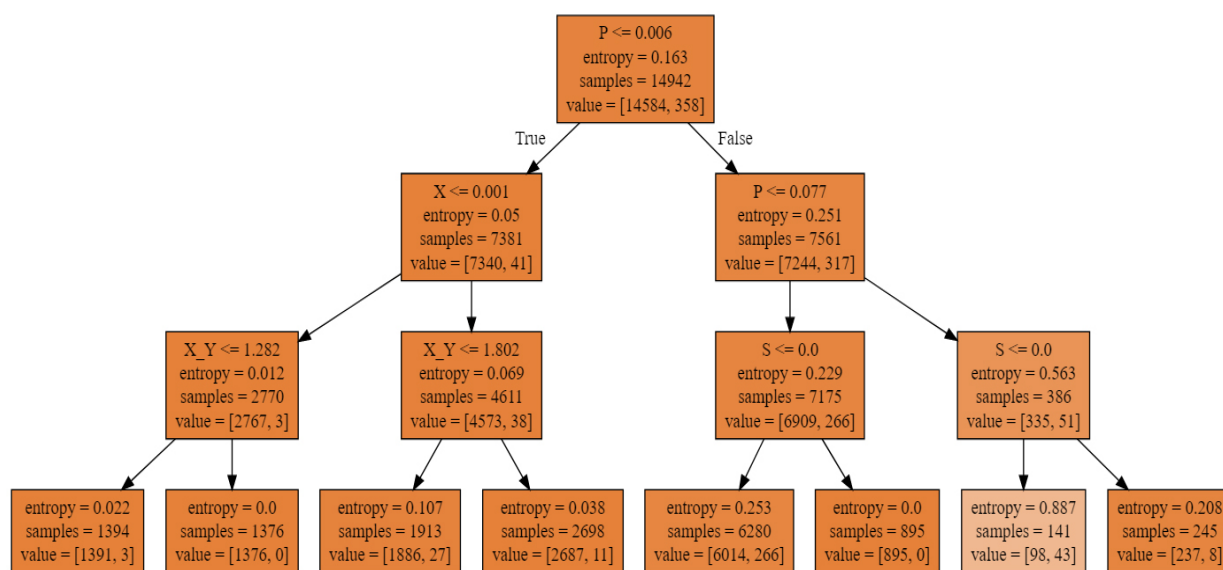 P <= 0.006
entropy = 0.163
samples = 14942
value = [14584, 358]
True
False
X <= 0.001
entropy = 0.05
samples = 7381
value = [7340, 41]
P <= 0.077
entropy = 0.251
samples = 7561
value = [7244, 317]
X_Y <= 1.282
entropy = 0.012
samples = 2770
value = [2767, 3]
X_Y <= 1.802
entropy = 0.069
samples = 4611
value = [4573, 38]
S <= 0.0
entropy = 0.229
samples = 7175
value = [6909, 266]
S <= 0.0
entropy = 0.563
samples = 386
value = [335, 51]
entropy = 0.022
samples = 1394
value = [1391, 3]
entropy = 0.0
samples = 1376
value = [1376, 0]
entropy = 0.107
samples = 1913
value = [1886, 27]
entropy = 0.038
samples = 2698
value = [2687, 11]
entropy = 0.253
samples = 6280
value = [6014, 266]
entropy = 0.0
samples = 895
value = [895, 0]
entropy = 0.887
samples = 141
value = [98, 43]
entropy = 0.208
samples = 245
value = [237, 8]